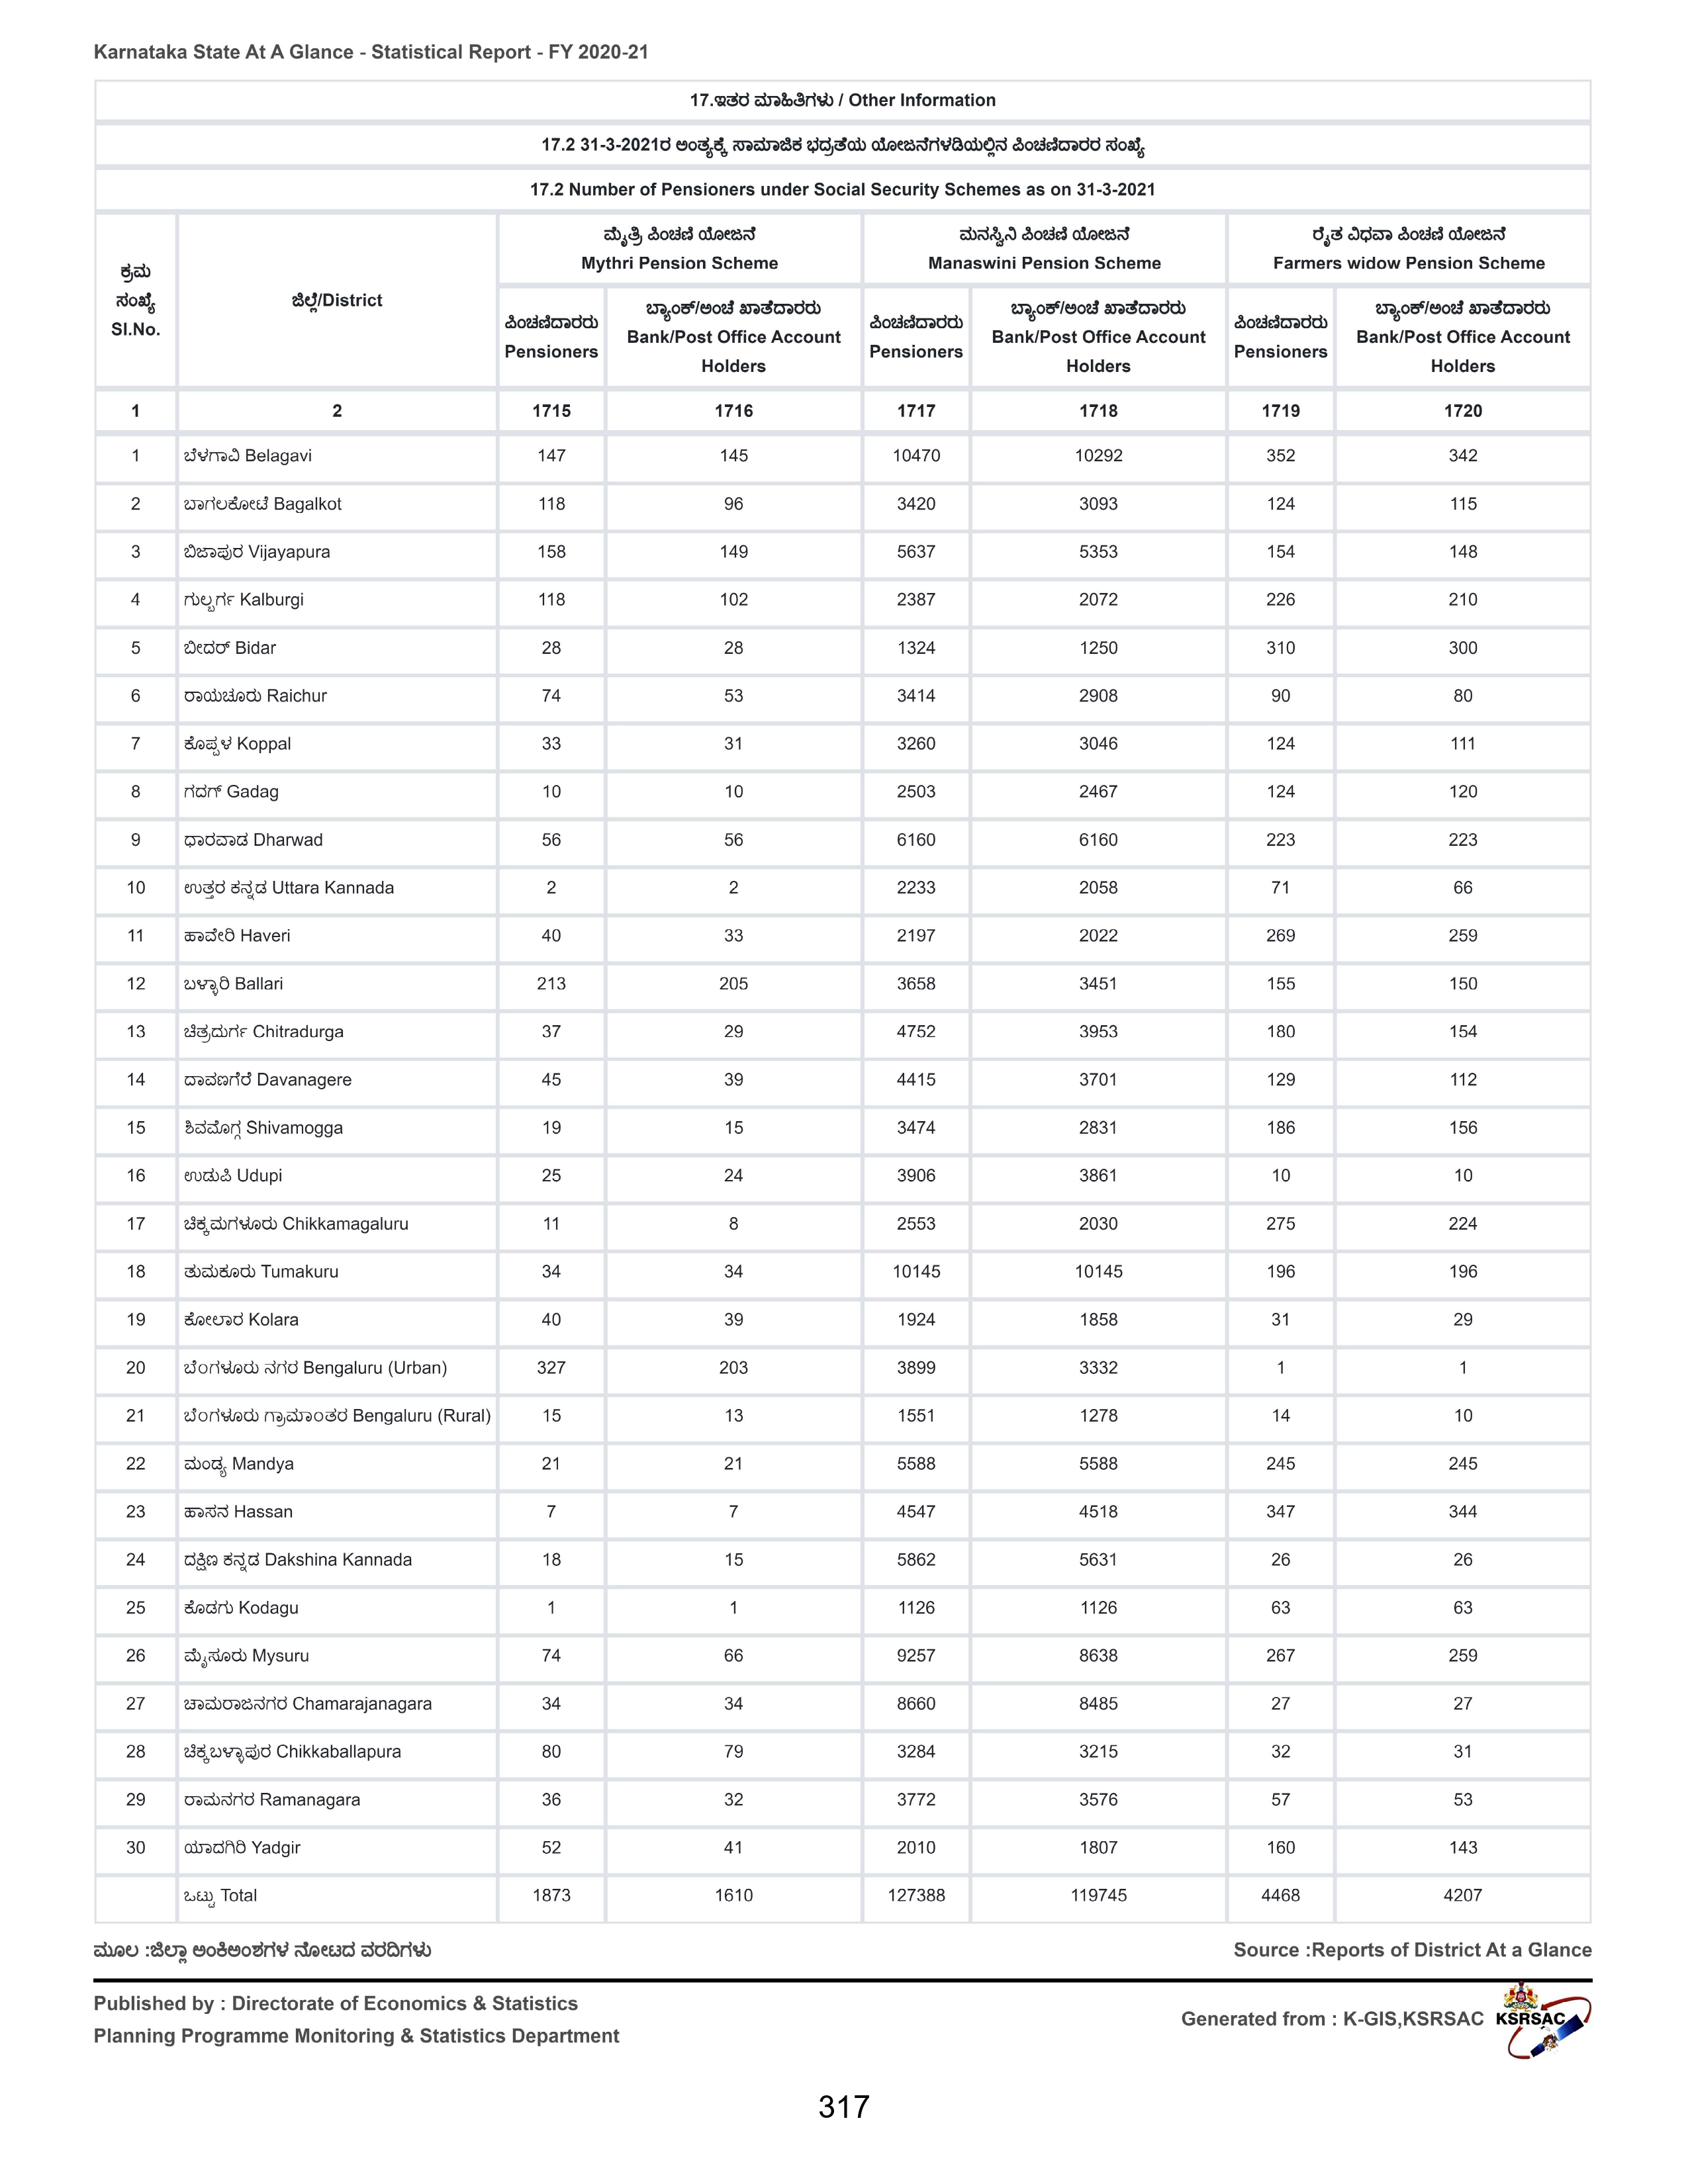 Karnataka State At A Glance - Statistical Report - FY 2020-21
17.ಇತರ ಮಾಹಿತಿಗಳು / Other Information
17.2 31-3-2021ರ ಅಂತ್ಯಕ್ಕೆ ಸಾಮಾಜಿಕ ಭದ್ರತೆಯ ಯೋಜನೆಗಳಡಿಯಲ್ಲಿನ ಪಿಂಚಣಿದಾರರ ಸಂಖ್ಯೆ
17.2 Number of Pensioners under Social Security Schemes as on 31-3-2021
ಕ್ರಮ ಸಂಖ್ಯೆ Sl.No.
ಜಿಲ್ಲೆ/District
ಮೈತ್ರಿ ಪಿಂಚಣಿ ಯೋಜನೆ
Mythri Pension Scheme
ಮನಸ್ವಿನಿ ಪಿಂಚಣಿ ಯೋಜನೆ
Manaswini Pension Scheme
ರೈತ ವಿಧವಾ ಪಿಂಚಣಿ ಯೋಜನೆ
Farmers widow Pension Scheme
ಪಿಂಚಣಿದಾರರು
Pensioners
ಬ್ಯಾಂಕ್/ಅಂಚೆ ಖಾತೆದಾರರು
Bank/Post Office Account
Holders
ಪಿಂಚಣಿದಾರರು
Pensioners
ಬ್ಯಾಂಕ್/ಅಂಚೆ ಖಾತೆದಾರರು
Bank/Post Office Account
Holders
ಪಿಂಚಣಿದಾರರು
Pensioners
ಬ್ಯಾಂಕ್/ಅಂಚೆ ಖಾತೆದಾರರು
Bank/Post Office Account
Holders
1 2 1715 1716 1717 1718 1719 1720
1 ಬೆಳಗಾವಿ Belagavi 147 145 10470 10292 352 342
2 ಬಾಗಲಕೋಟೆ Bagalkot 118 96 3420 3093 124 115
3 ಬಿಜಾಪುರ Vijayapura 158 149 5637 5353 154 148
4 ಗುಲ್ಬರ್ಗ Kalburgi 118 102 2387 2072 226 210
5 ಬೀದರ್ Bidar 28 28 1324 1250 310 300
6 ರಾಯಚೂರು Raichur 74 53 3414 2908 90 80
7 ಕೊಪ್ಪಳ Koppal 33 31 3260 3046 124 111
8 ಗದಗ್ Gadag 10 10 2503 2467 124 120
9 ಧಾರವಾಡ Dharwad 56 56 6160 6160 223 223
10 ಉತ್ತರ ಕನ್ನಡ Uttara Kannada 2 2 2233 2058 71 66
11 ಹಾವೇರಿ Haveri 40 33 2197 2022 269 259
12 ಬಳ್ಳಾರಿ Ballari 213 205 3658 3451 155 150
13 ಚಿತ್ರದುರ್ಗ Chitradurga 37 29 4752 3953 180 154
14 ದಾವಣಗೆರೆ Davanagere 45 39 4415 3701 129 112
15 ಶಿವಮೊಗ್ಗ Shivamogga 19 15 3474 2831 186 156
16 ಉಡುಪಿ Udupi 25 24 3906 3861 10 10
17 ಚಿಕ್ಕಮಗಳೂರು Chikkamagaluru 11 8 2553 2030 275 224
18 ತುಮಕೂರು Tumakuru 34 34 10145 10145 196 196
19 ಕೋಲಾರ Kolara 40 39 1924 1858 31 29
20 ಬೆಂಗಳೂರು ನಗರ Bengaluru (Urban) 327 203 3899 3332 1 1
21 ಬೆಂಗಳೂರು ಗ್ರಾಮಾಂತರ Bengaluru (Rural) 15 13 1551 1278 14 10
22 ಮಂಡ್ಯ Mandya 21 21 5588 5588 245 245
23 ಹಾಸನ Hassan 7 7 4547 4518 347 344
24 ದಕ್ಷಿಣ ಕನ್ನಡ Dakshina Kannada 18 15 5862 5631 26 26
25 ಕೊಡಗು Kodagu 1 1 1126 1126 63 63
26 ಮೈಸೂರು Mysuru 74 66 9257 8638 267 259
27 ಚಾಮರಾಜನಗರ Chamarajanagara 34 34 8660 8485 27 27
28 ಚಿಕ್ಕಬಳ್ಳಾಪುರ Chikkaballapura 80 79 3284 3215 32 31
29 ರಾಮನಗರ Ramanagara 36 32 3772 3576 57 53
30 ಯಾದಗಿರಿ Yadgir 52 41 2010 1807 160 143
ಒಟ್ಟು Total 1873 1610 127388 119745 4468 4207
ಮೂಲ :ಜಿಲ್ಲಾ ಅಂಕಿಅಂಶಗಳ ನೋಟದ ವರದಿಗಳು Source :Reports of District At a Glance
Published by : Directorate of Economics & Statistics
Planning Programme Monitoring & Statistics Department
Generated from : K-GIS,KSRSAC
KSRSAC
317